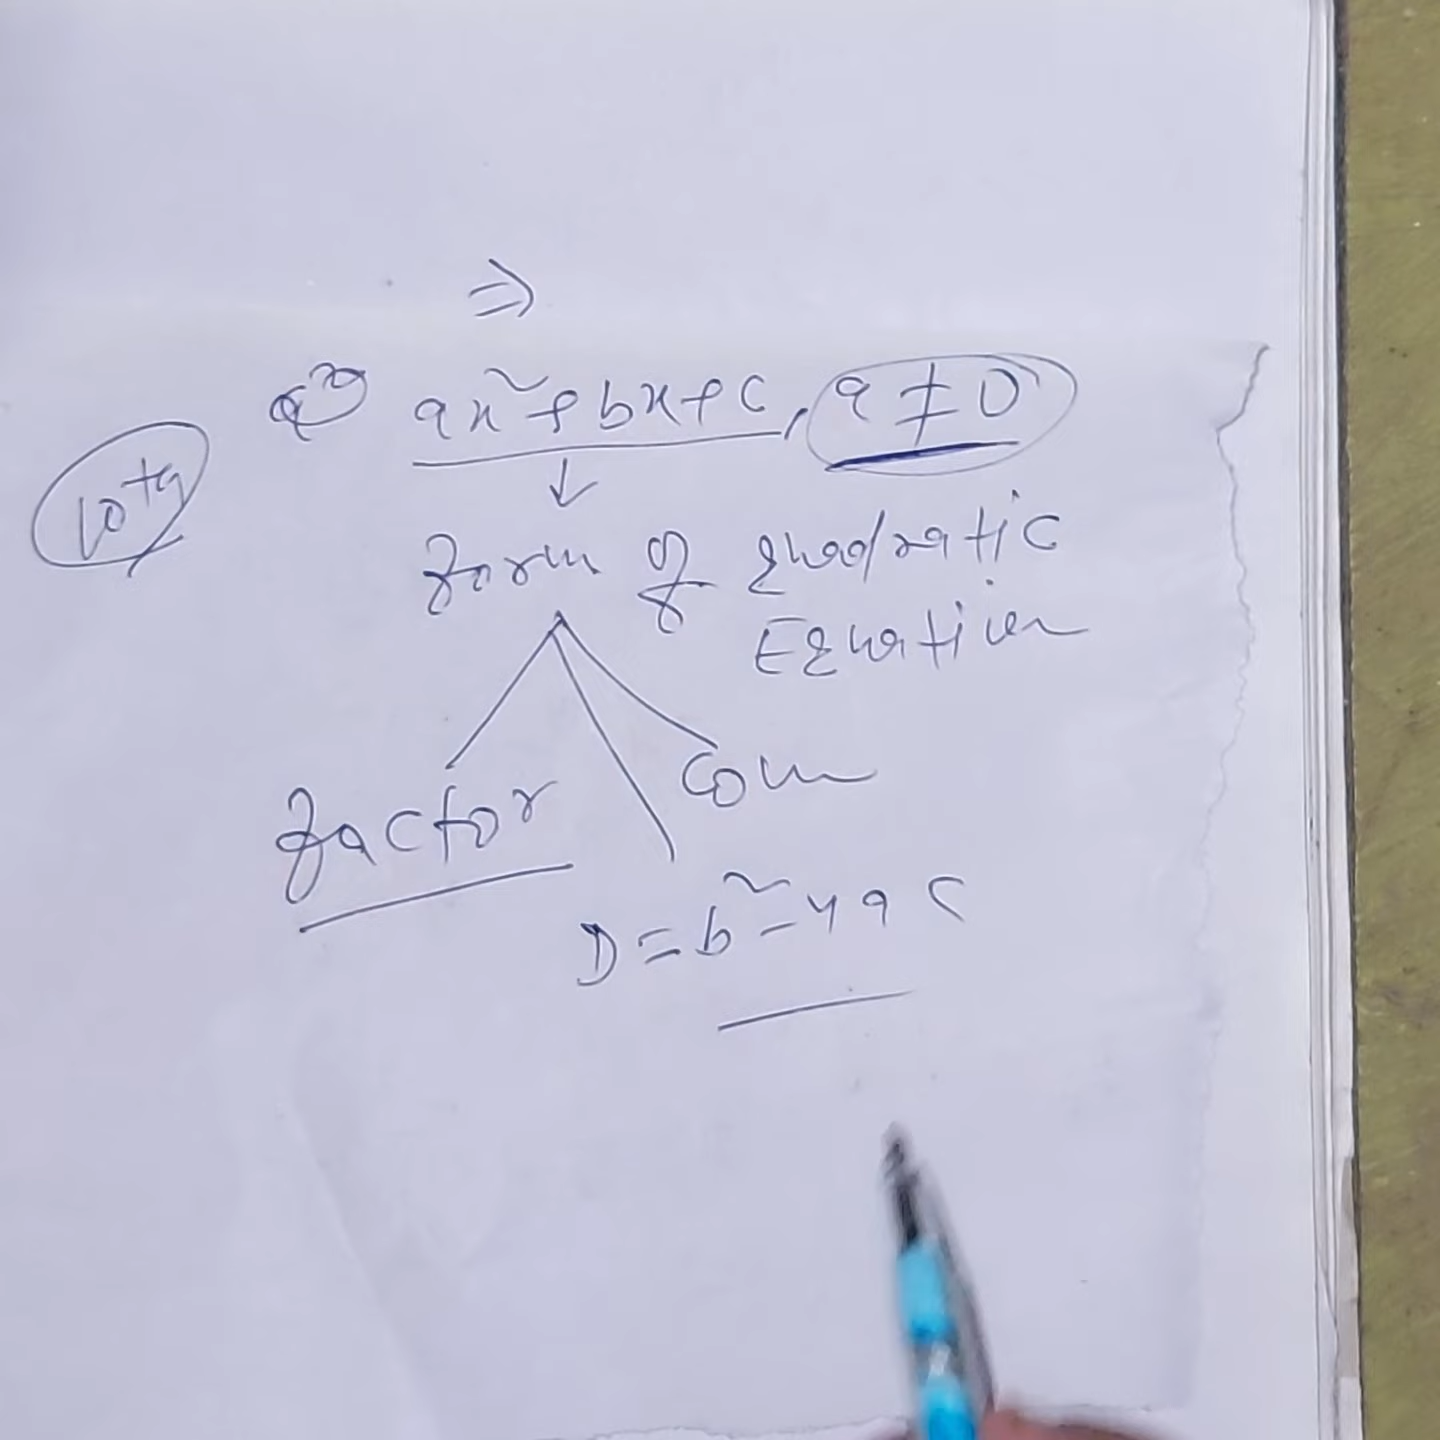 ⇒
ax²+bx+c, a≠0
10th
form of quadratic
Equation
factor
Com
D=b²-4ac